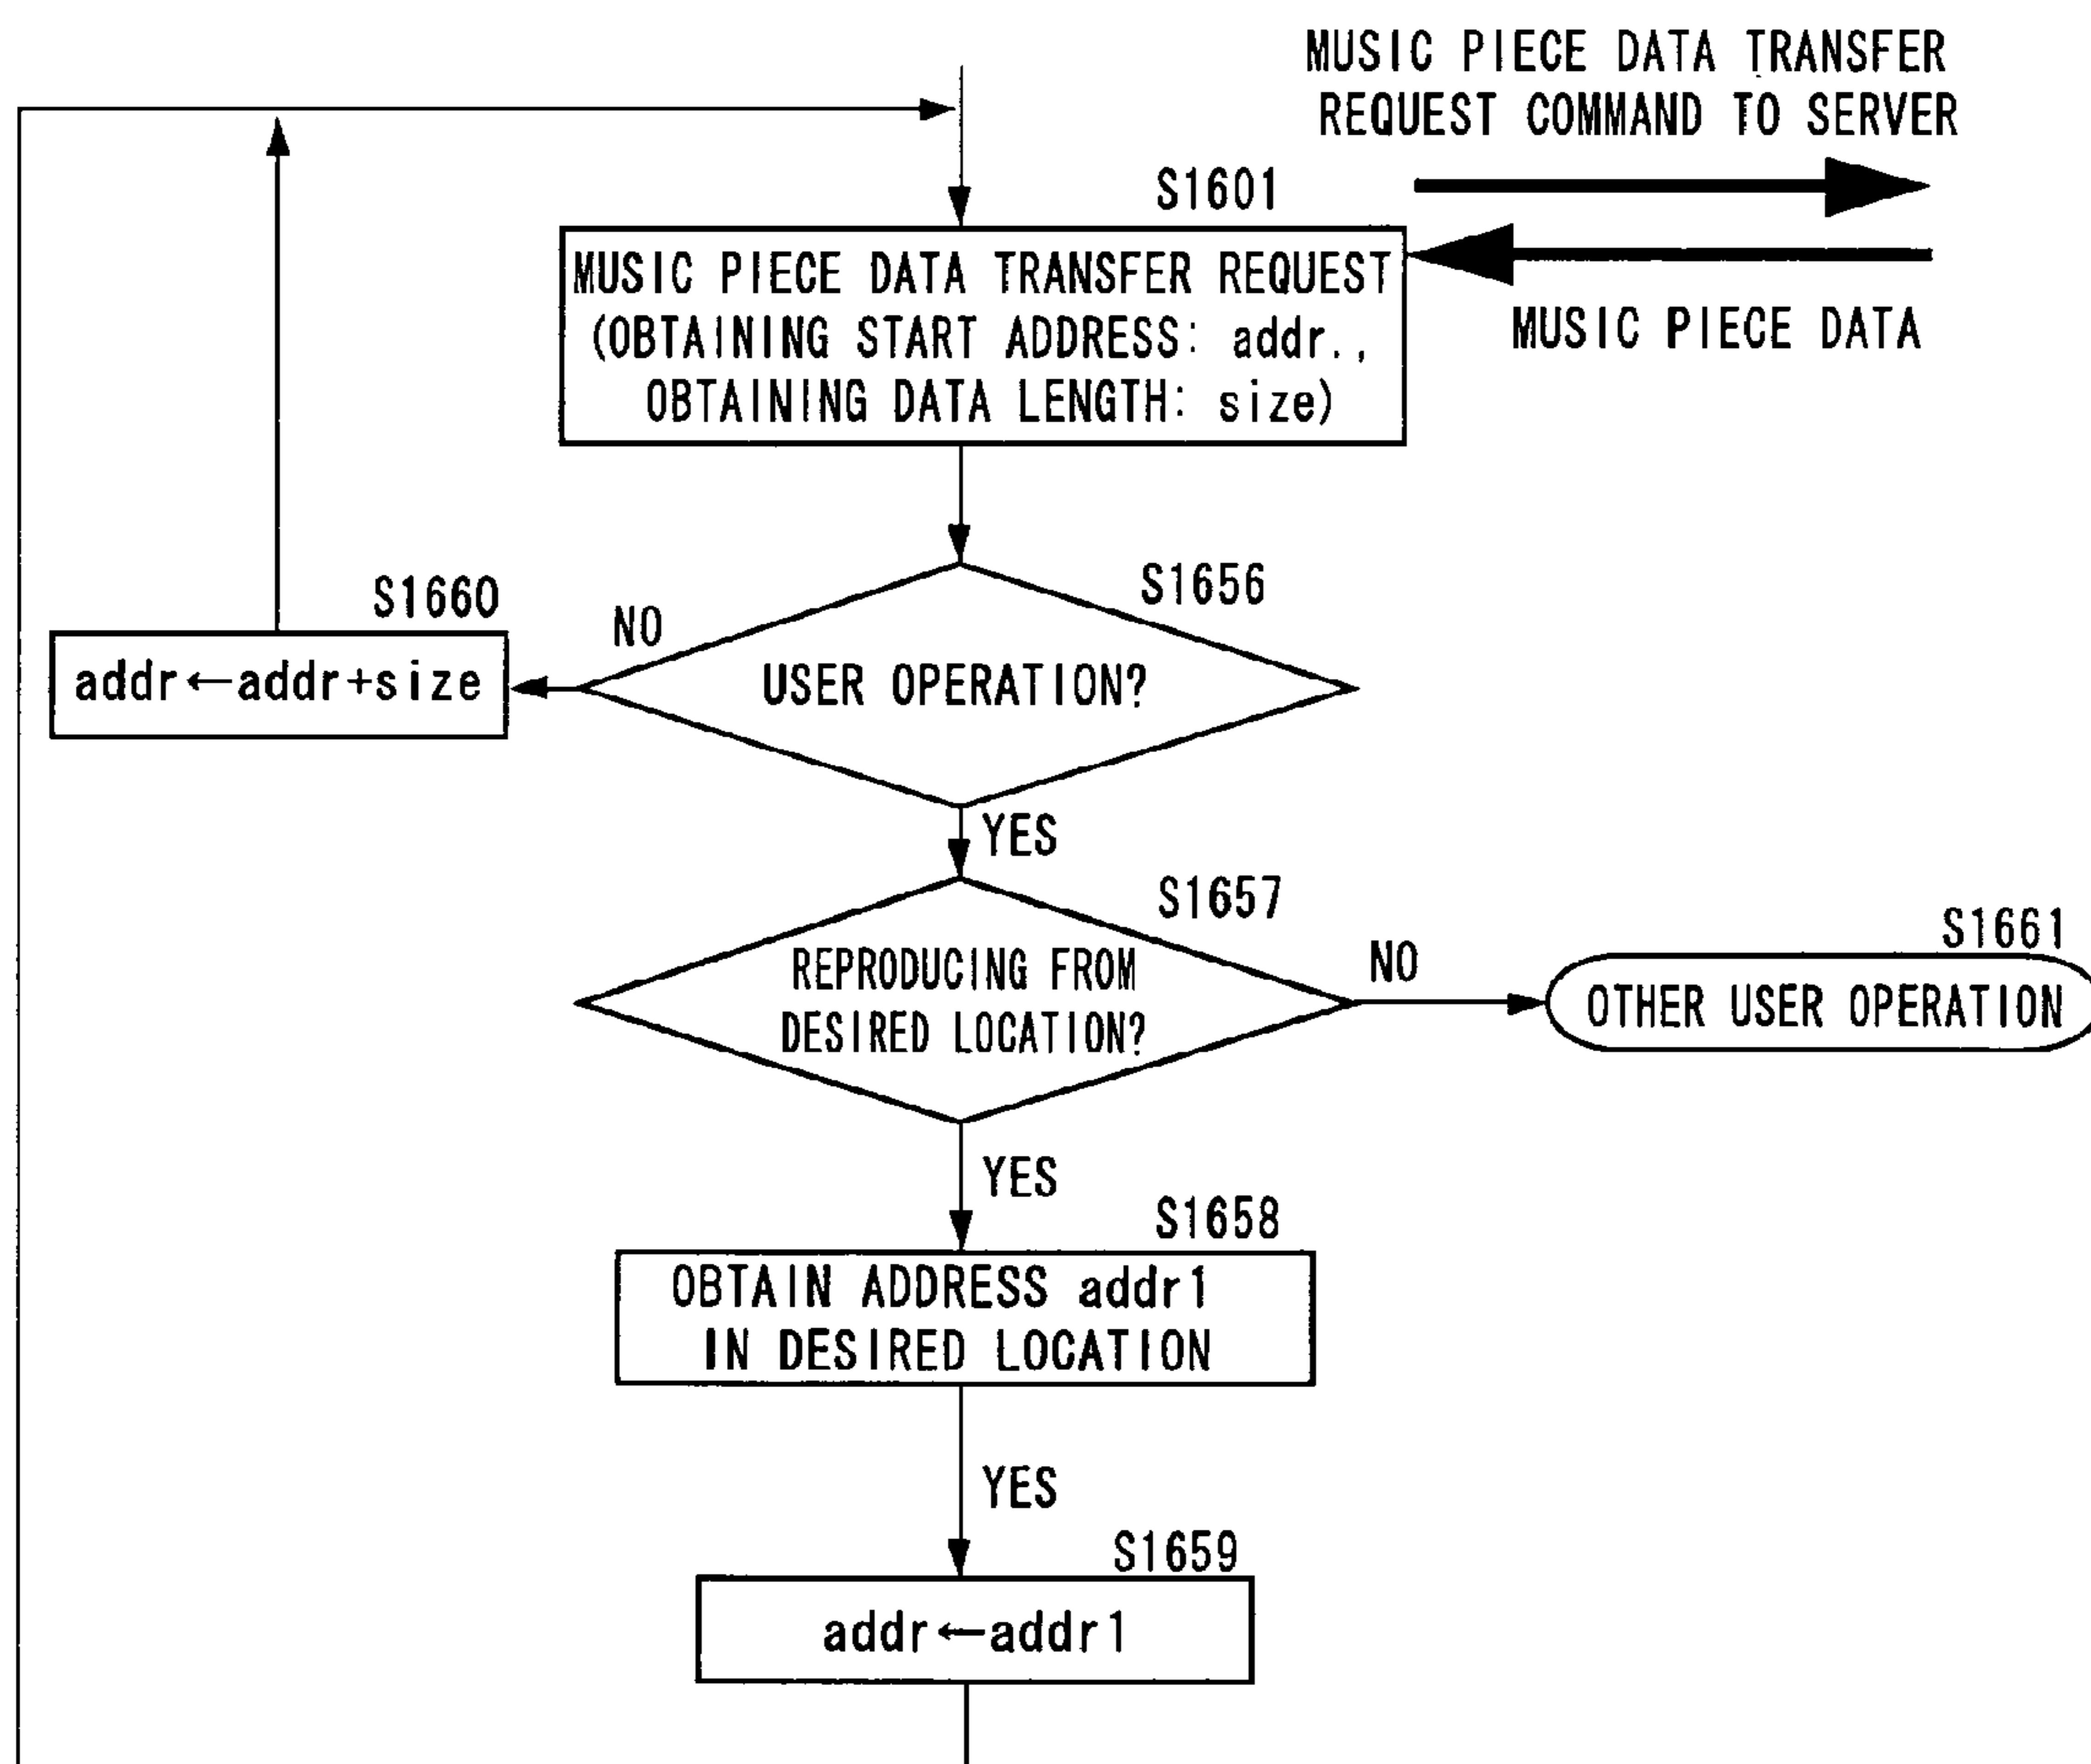 MUSIC PIECE DATA TRANSFER
REQUEST COMMAND TO SERVER
S1601
MUSIC PIECE DATA TRANSFER REQUEST
(OBTAINING START ADDRESS: addr.,
OBTAINING DATA LENGTH: size)
MUSIC PIECE DATA
S1656
S1660
NO
addr←addr+size
USER OPERATION?
YES
S1657
S1661
NO
REPRODUCING FROM
DESIRED LOCATION?
OTHER USER OPERATION
YES
S1658
OBTAIN ADDRESS addr1
IN DESIRED LOCATION
YES
S1659
addr←addr1